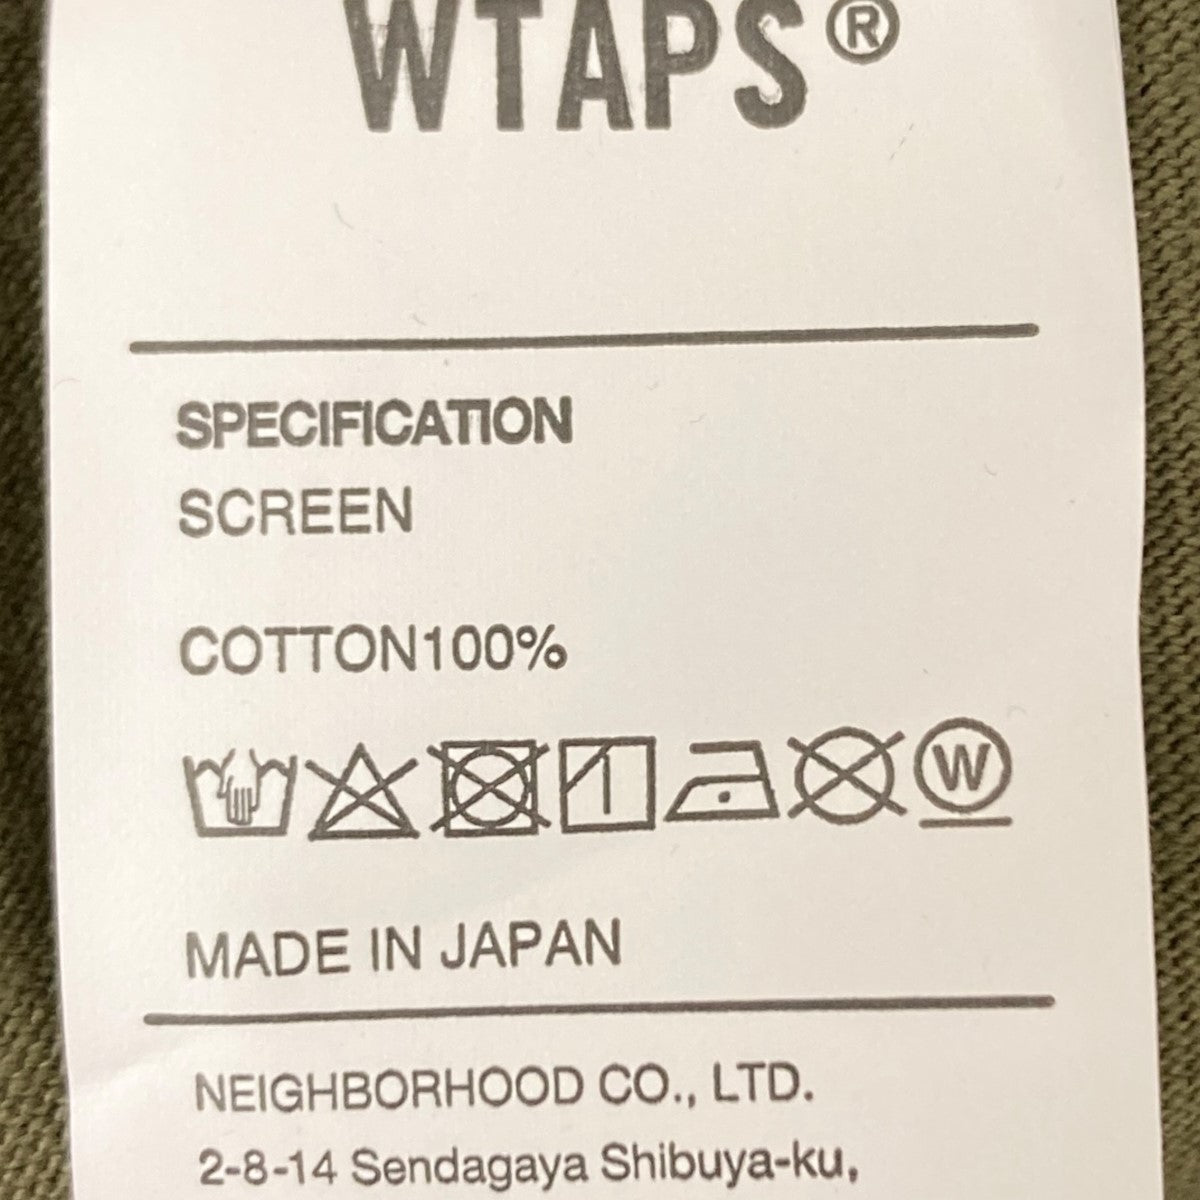 WTAPS®
SPECIFICATION
SCREEN
COTTON100%
W
MADE IN JAPAN
NEIGHBORHOOD CO., LTD.
2-8-14 Sendagaya Shibuya-ku,